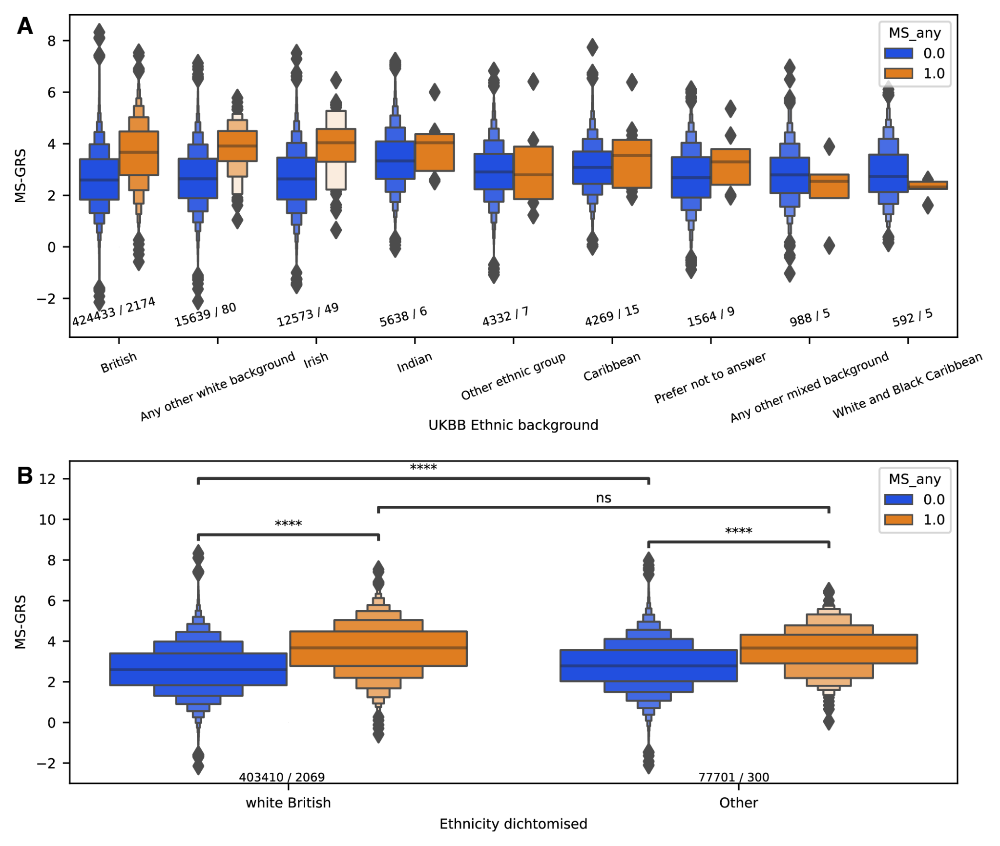 A
8
6
4
2
0
−2
MS-GRS
MS_any
0.0
1.0
424433 / 2174
15639 / 80
12573 / 49
5638 / 6
4332 / 7
4269 / 15
1564 / 9
988 / 5
592 / 5
British
Any other white background
Irish
Indian
Other ethnic group
Caribbean
Prefer not to answer
Any other mixed background
White and Black Caribbean
UKBB Ethnic background
B
12
10
8
6
4
2
0
−2
MS-GRS
MS_any
0.0
1.0
****
ns
****
****
403410 / 2069
77701 / 300
white British
Other
Ethnicity dichtomised